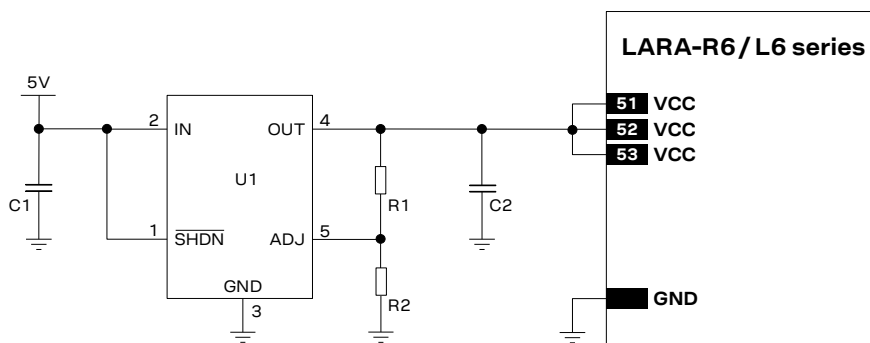 LARA-R6 / L6 series
5V
51 VCC
2 IN OUT 4
52 VCC
53 VCC
U1
C1
R1
C2
1 SHDN ADJ 5
GND
R2
GND
3